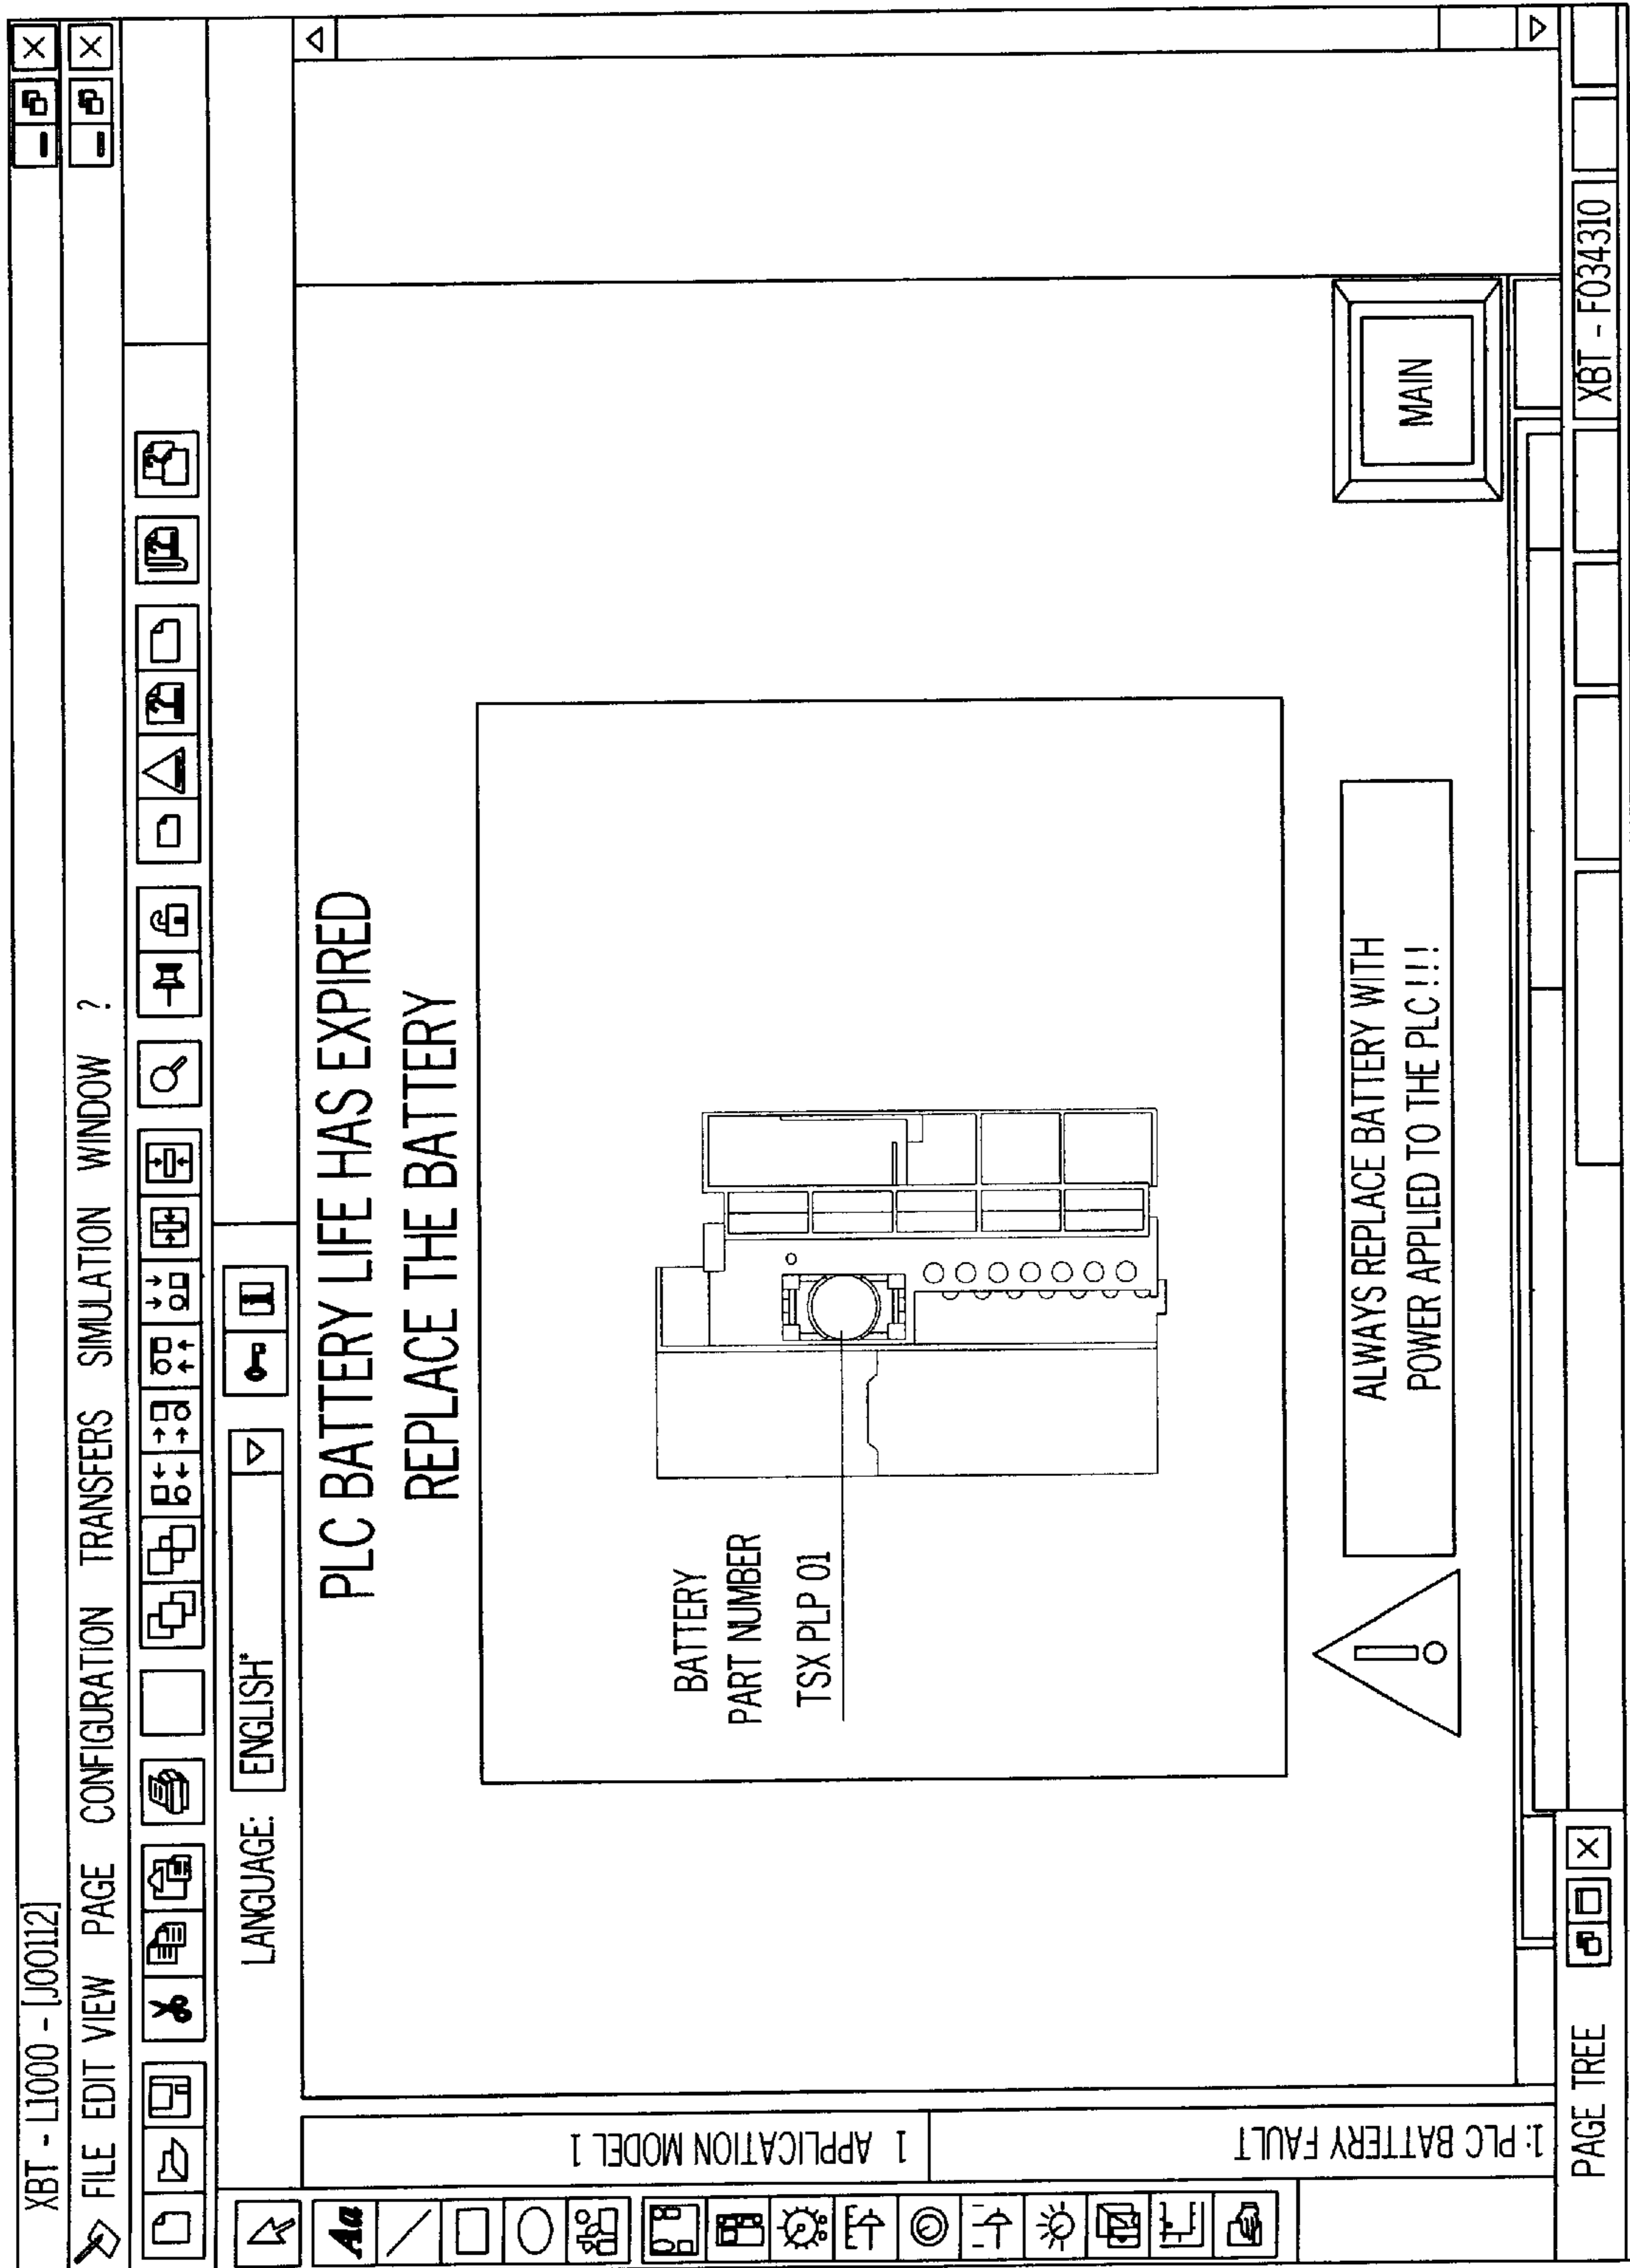 XBT - L1000 - [J00112]
FILE EDIT VIEW PAGE CONFIGURATION TRANSFERS SIMULATION WINDOW ?
LANGUAGE: ENGLISH*
Aa
1 APPLICATION MODEL 1
1: PLC BATTERY FAULT
PLC BATTERY LIFE HAS EXPIRED
REPLACE THE BATTERY
BATTERY
PART NUMBER
TSX PLP 01
ALWAYS REPLACE BATTERY WITH
POWER APPLIED TO THE PLC!!!!
MAIN
PAGE TREE
XBT - F034310